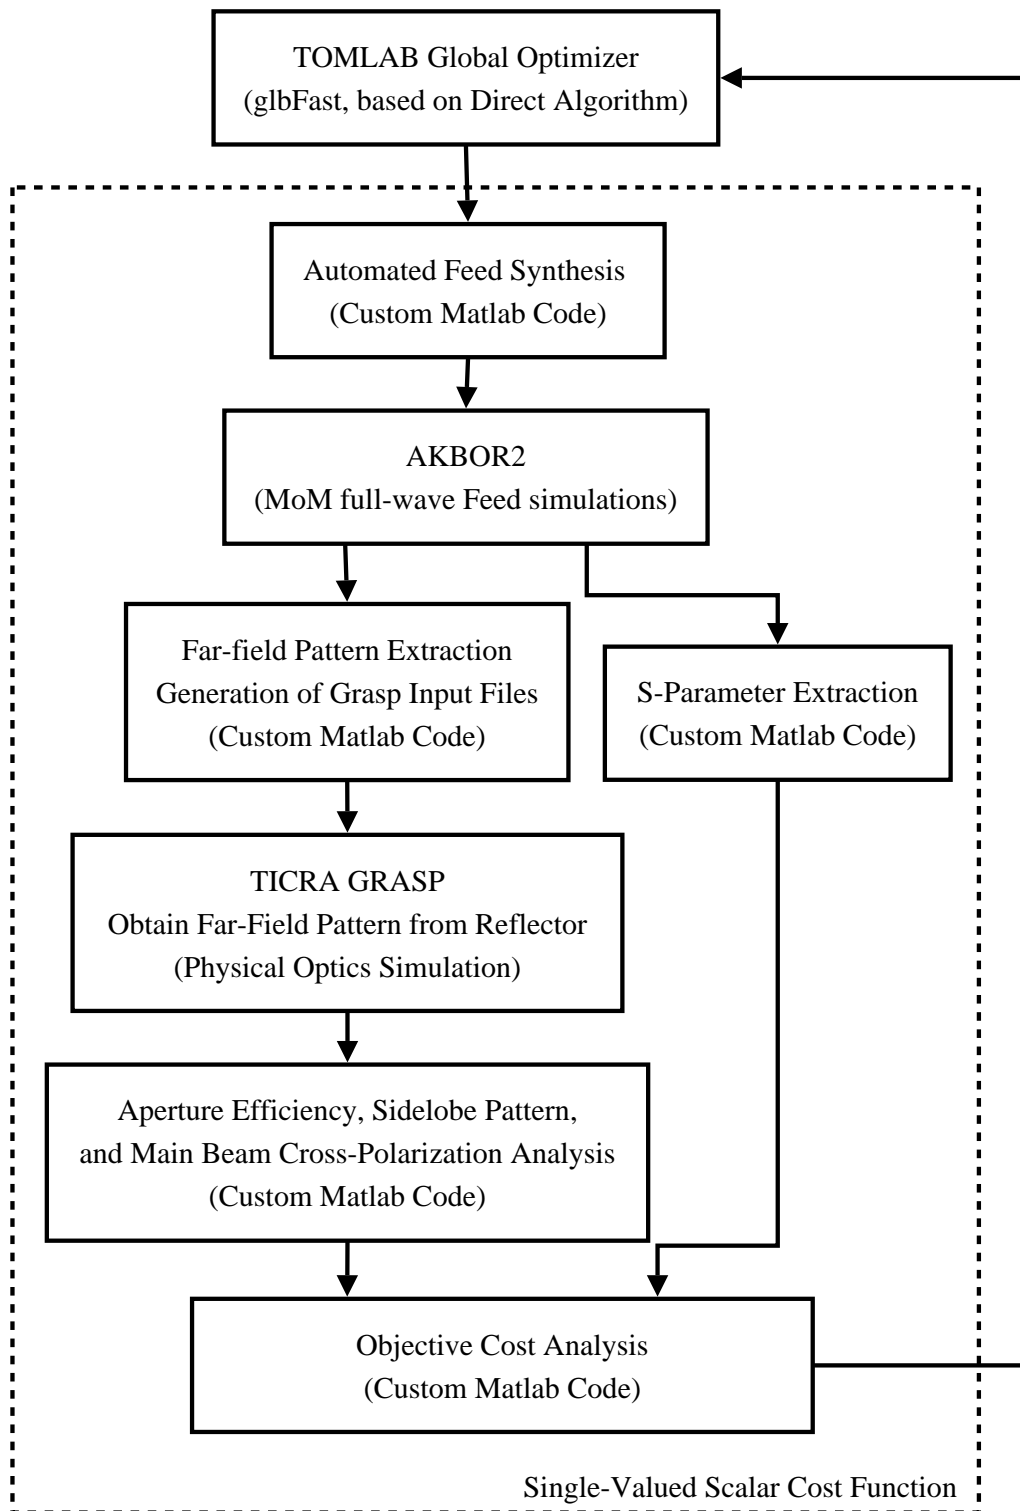 TOMLAB Global Optimizer
(glbFast, based on Direct Algorithm)
Automated Feed Synthesis
(Custom Matlab Code)
AKBOR2
(MoM full-wave Feed simulations)
Far-field Pattern Extraction
Generation of Grasp Input Files
(Custom Matlab Code)
S-Parameter Extraction
(Custom Matlab Code)
TICRA GRASP
Obtain Far-Field Pattern from Reflector
(Physical Optics Simulation)
Aperture Efficiency, Sidelobe Pattern,
and Main Beam Cross-Polarization Analysis
(Custom Matlab Code)
Objective Cost Analysis
(Custom Matlab Code)
Single-Valued Scalar Cost Function